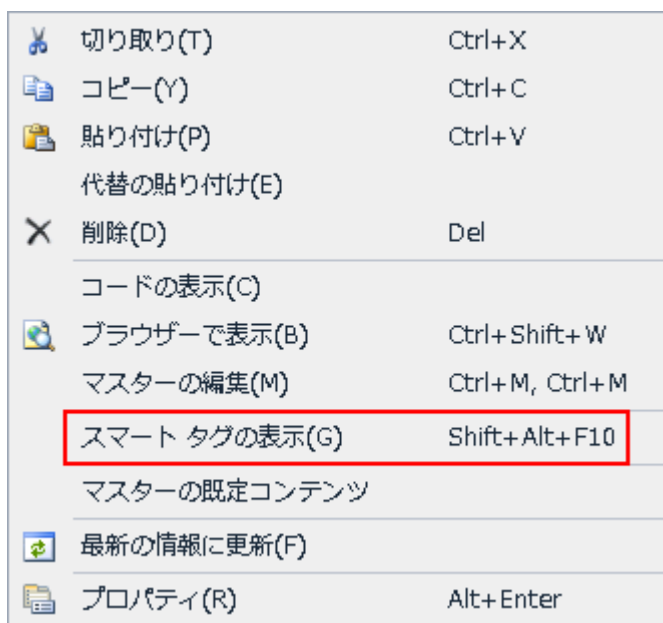 切り取り(T) Ctrl+X
コピー(Y) Ctrl+C
貼り付け(P) Ctrl+V
代替の貼り付け(E)
削除(D) Del
コードの表示(C)
ブラウザーで表示(B) Ctrl+Shift+W
マスターの編集(M) Ctrl+M, Ctrl+M
スマート タグの表示(G) Shift+Alt+F10
マスターの既定コンテンツ
最新の情報に更新(F)
プロパティ(R) Alt+Enter